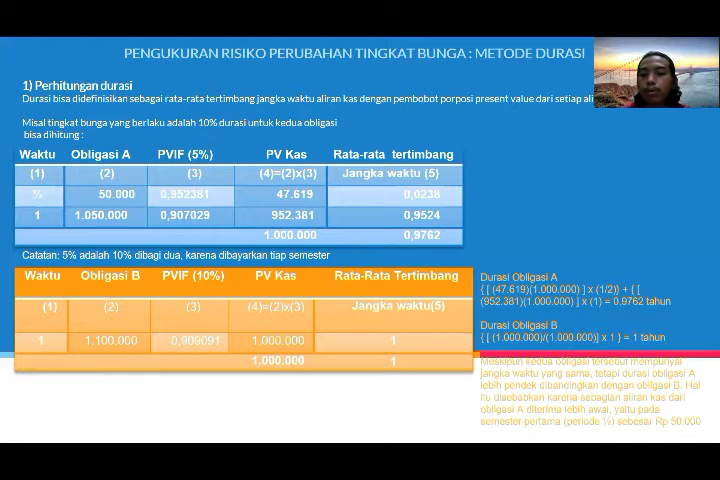 PENGUKURAN RISIKO PERUBAHAN TINGKAT BUNGA : METODE DURASI
1) Perhitungan durasi
Durasi bisa didefinisikan sebagai rata-rata tertimbang jangka waktu aliran kas dengan pembobot porposi present value dari setiap ali
Misal tingkat bunga yang berlaku adalah 10% durasi untuk kedua obligasi
bisa dihitung :
Waktu Obligasi A PVIF (5%) PV Kas Rata-rata tertimbang
(1) (2) (3) (4)=(2)x(3) Jangka waktu (5)
½ 50.000 0,952381 47.619 0,0238
1 1.050.000 0,907029 952.381 0,9524
1.000.000 0,9762
Catatan: 5% adalah 10% dibagi dua, karena dibayarkan tiap semester
Waktu Obligasi B PVIF (10%) PV Kas Rata-Rata Tertimbang
(1) (2) (3) (4)=(2)x(3) Jangka waktu(5)
1 1.100.000 0,909091 1.000.000 1
1.000.000 1
Durasi Obligasi A
{ [ (47.619)(1.000.000) ] x (1/2)} + { [
(952.381)(1.000.000) ] x (1) = 0,9762 tahun
Durasi Obligasi B
{ [ (1.000.000)/(1.000.000)] x 1 } = 1 tahun
Meskipun kedua obligasi tersebut mempunyai
jangka waktu yang sama, tetapi durasi obligasi A
lebih pendek dibandingkan dengan obligasi B. Hal
itu disebabkan karena sebagian aliran kas dari
obligasi A diterima lebih awal, yaitu pada
semester pertama (periode ½) sebesar Rp 50.000